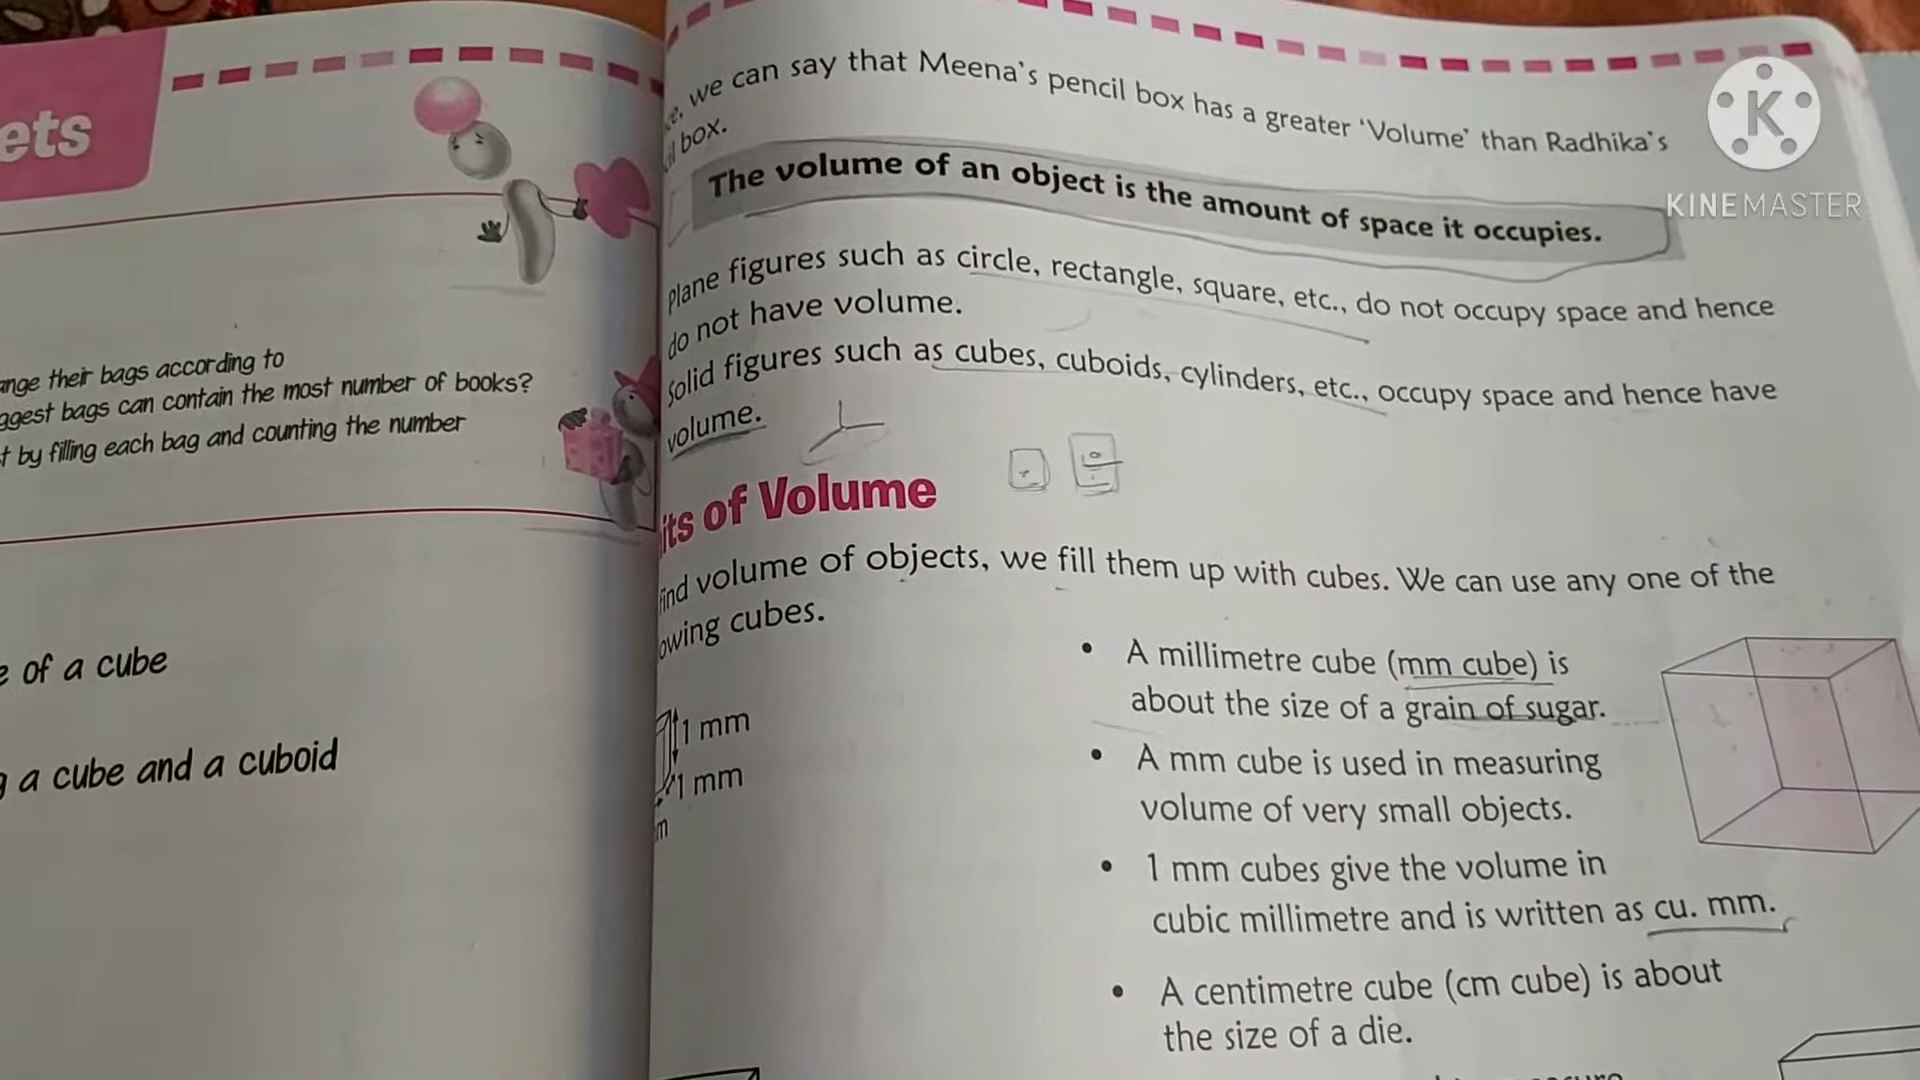 ets
ange their bags according to
ggest bags can contain the most number of books?
t by filling each bag and counting the number
e of a cube
g a cube and a cuboid
ce, we can say that Meena's pencil box has a greater 'Volume' than Radhika's
il box.
The volume of an object is the amount of space it occupies.
Plane figures such as circle, rectangle, square, etc., do not occupy space and hence
do not have volume.
Solid figures such as cubes, cuboids, cylinders, etc., occupy space and hence have
volume.
its of Volume
find volume of objects, we fill them up with cubes. We can use any one of the
owing cubes.
1 mm
1 mm
m
• A millimetre cube (mm cube) is
about the size of a grain of sugar.
• A mm cube is used in measuring
volume of very small objects.
• 1 mm cubes give the volume in
cubic millimetre and is written as cu. mm.
• A centimetre cube (cm cube) is about
the size of a die.
K
KINEMASTER